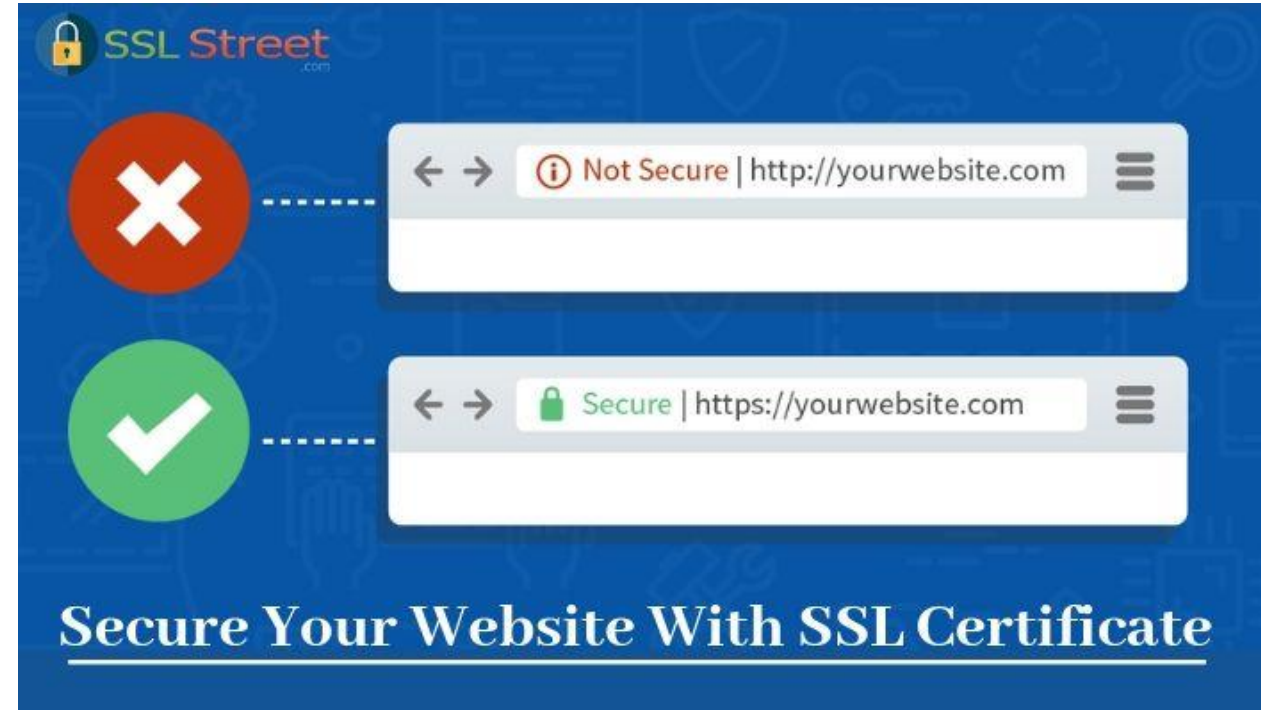 SSL Street
.com
Not Secure | http://yourwebsite.com
Secure | https://yourwebsite.com
Secure Your Website With SSL Certificate